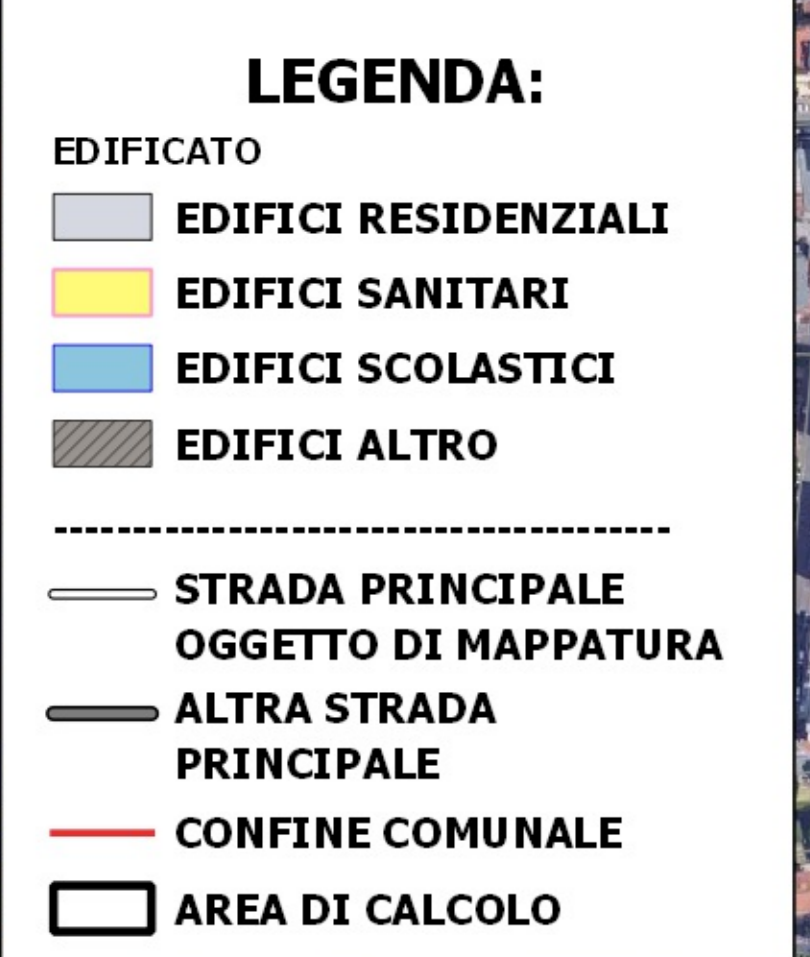 LEGENDA:
EDIFICATO
EDIFICI RESIDENZIALI
EDIFICI SANITARI
EDIFICI SCOLASTICI
EDIFICI ALTRO
STRADA PRINCIPALE
OGGETTO DI MAPPATURA
ALTRA STRADA
PRINCIPALE
CONFINE COMUNALE
AREA DI CALCOLO